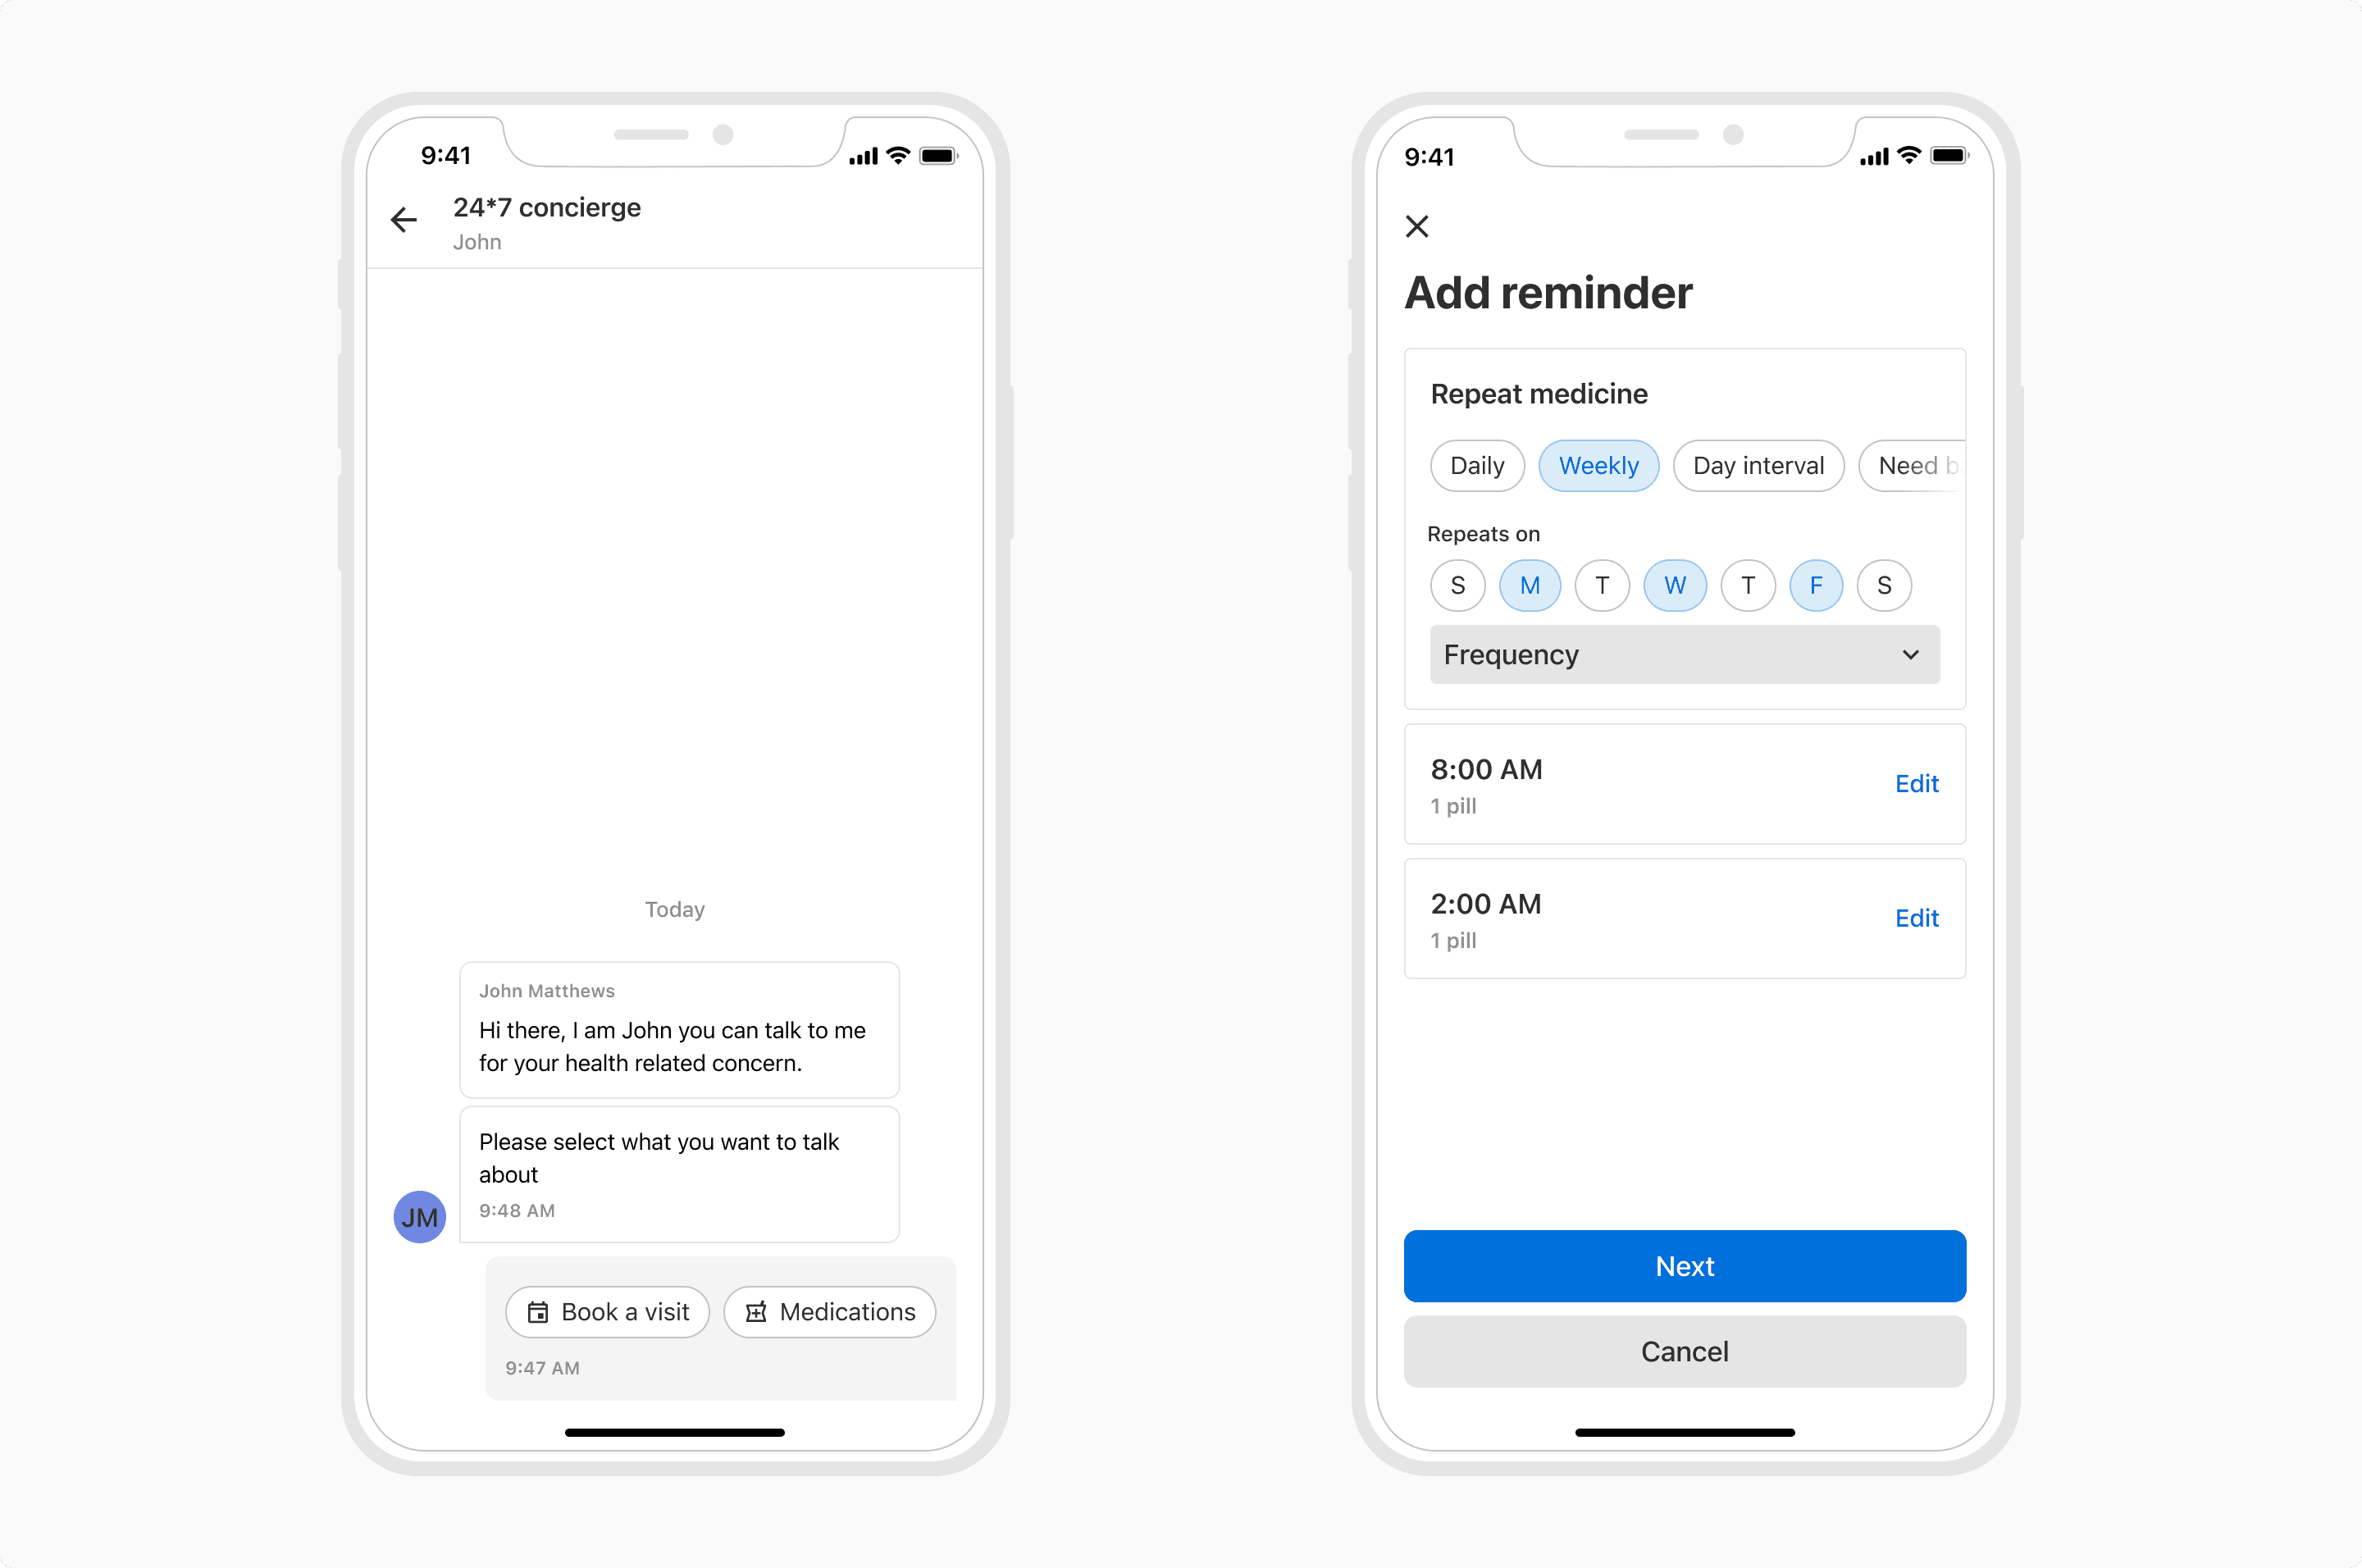 9:41
24*7 concierge
John
Today
John Matthews
Hi there, I am John you can talk to me
for your health related concern.
Please select what you want to talk
about
9:48 AM
JM
Book a visit
Medications
9:47 AM
9:41
Add reminder
Repeat medicine
Daily
Weekly
Day interval
Need
Repeats on
S M T W T F S
Frequency
8:00 AM
1 pill
Edit
2:00 AM
1 pill
Edit
Next
Cancel